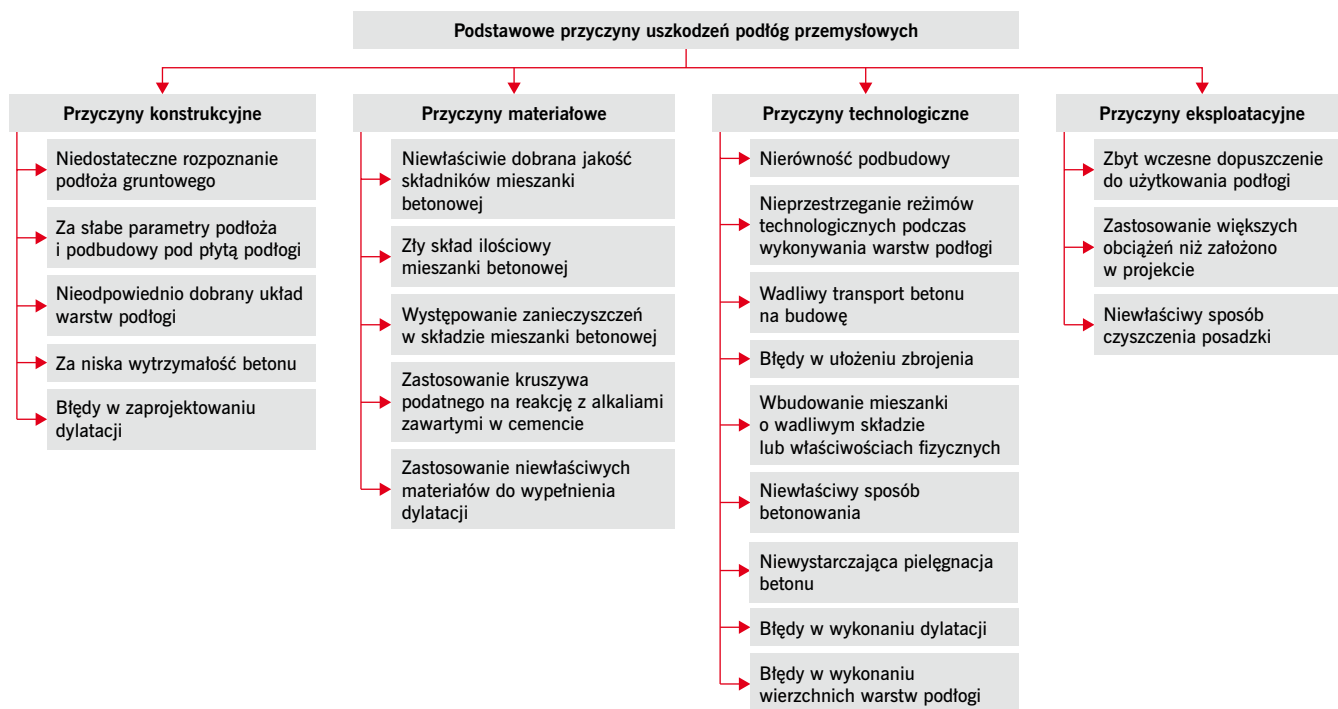 Podstawowe przyczyny uszkodzeń podłóg przemysłowych
Przyczyny konstrukcyjne
Niedostateczne rozpoznanie
podłoża gruntowego
Za słabe parametry podłoża
i podbudowy pod płytą podłogi
Nieodpowiednio dobrany układ
warstw podłogi
Za niska wytrzymałość betonu
Błędy w zaprojektowaniu
dylatacji
Przyczyny materiałowe
Niewłaściwie dobrana jakość
składników mieszanki
betonowej
Zły skład ilościowy
mieszanki betonowej
Występowanie zanieczyszczeń
w składzie mieszanki betonowej
Zastosowanie kruszywa
podatnego na reakcję z alkaliami
zawartymi w cemencie
Zastosowanie niewłaściwych
materiałów do wypełnienia
dylatacji
Przyczyny technologiczne
Nierówność podbudowy
Nieprzestrzeganie reżimów
technologicznych podczas
wykonywania warstw podłogi
Wadliwy transport betonu
na budowę
Błędy w ułożeniu zbrojenia
Wbudowanie mieszanki
o wadliwym składzie
lub właściwościach fizycznych
Niewłaściwy sposób
betonowania
Niewystarczająca pielęgnacja
betonu
Błędy w wykonaniu dylatacji
Błędy w wykonaniu
wierzchnich warstw podłogi
Przyczyny eksploatacyjne
Zbyt wczesne dopuszczenie
do użytkowania podłogi
Zastosowanie większych
obciążeń niż założono
w projekcie
Niewłaściwy sposób
czyszczenia posadzki